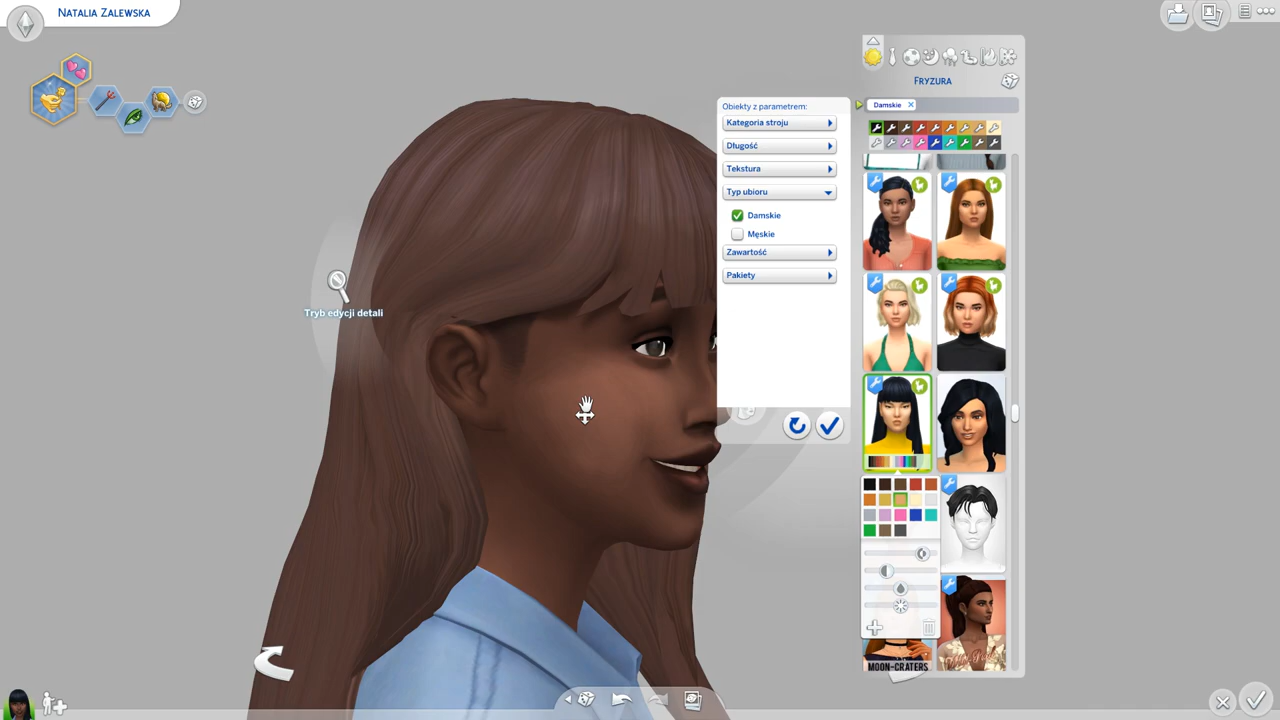 NATALIA ZALEWSKA
FRYZURA
Damskie
Obiekty z parametrem:
Kategoria stroju
Długość
Tekstura
Typ ubioru
Damskie
Męskie
Zawartość
Pakiety
Tryb edycji detali
MOON-CRATERS